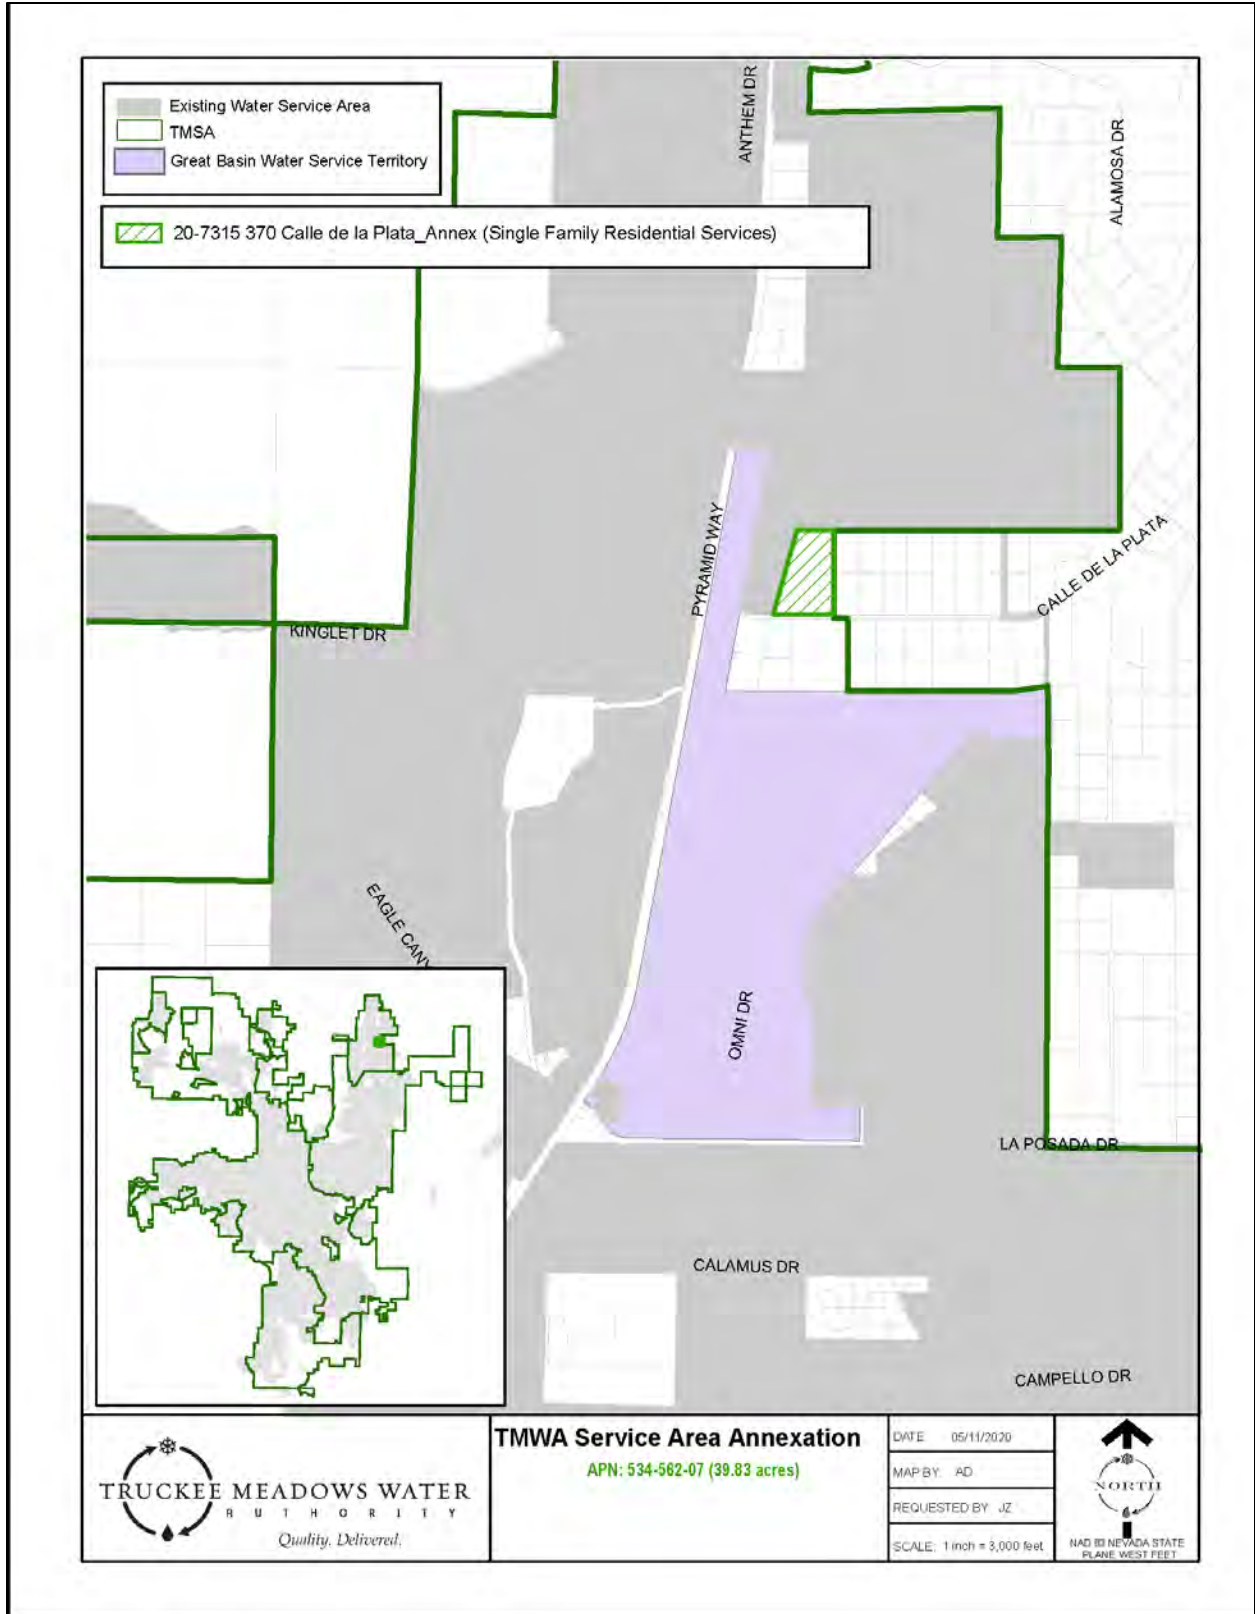 Existing Water Service Area
TMSA
Great Basin Water Service Territory
20-7315 370 Calle de la Plata_Annex (Single Family Residential Services)
ANTHEM DR
ALAMOSA DR
PYRAMID WAY
CALLE DE LA PLATA
KINGLET DR
EAGLE CANY
OMNI DR
LA POSADA DR
CALAMUS DR
CAMPELLO DR
TRUCKEE MEADOWS WATER
AUTHORITY
Quality. Delivered.
TMWA Service Area Annexation
APN: 534-562-07 (39.83 acres)
DATE 05/11/2020
MAP BY: AD
REQUESTED BY JZ
SCALE: 1 inch = 3,000 feet
NORTH
NAD 83 NEVADA STATE
PLANE WEST FEET